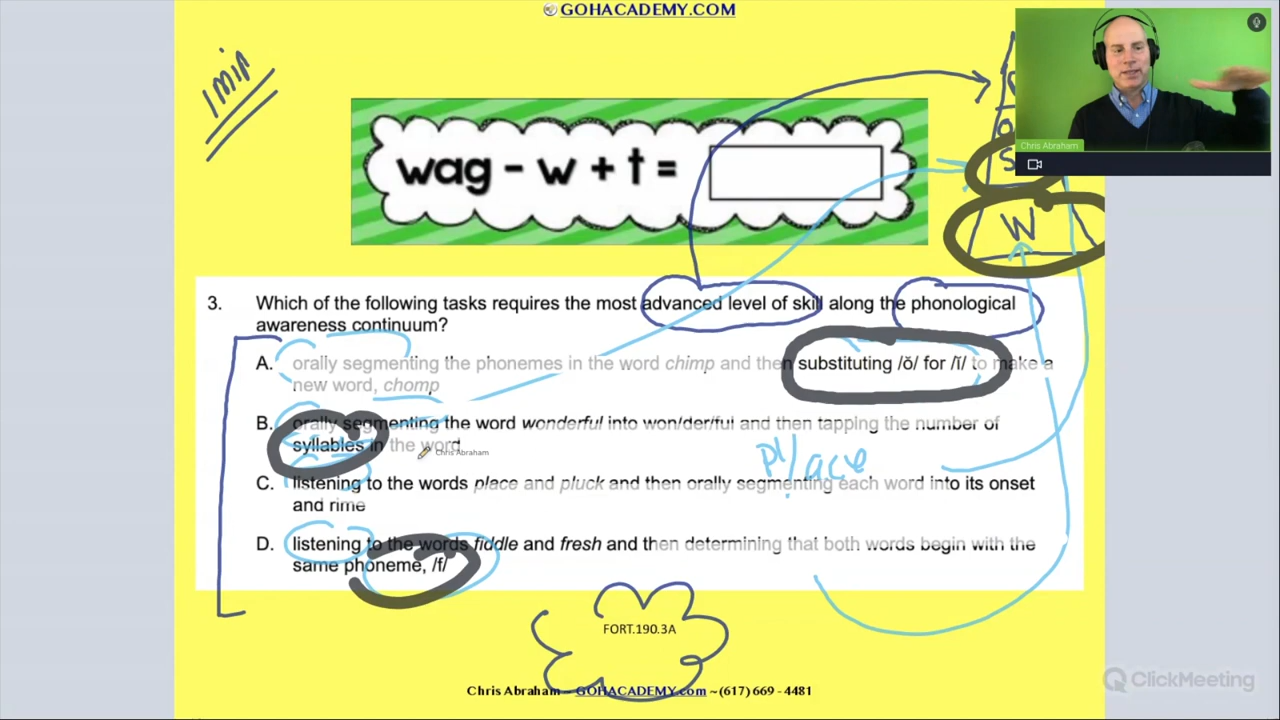 GOHACADEMY.COM
1 min
Chris Abraham
wag - w + t =
S
W
3. Which of the following tasks requires the most advanced level of skill along the phonological
awareness continuum?
A. orally segmenting the phonemes in the word chimp and then substituting /ŏ/ for /ĭ/ to make a
new word, chomp
B. orally segmenting the word wonderful into won/der/ful and then tapping the number of
syllables in the word
Chris Abraham
pl/ace
C. listening to the words place and pluck and then orally segmenting each word into its onset
and rime
D. listening to the words fiddle and fresh and then determining that both words begin with the
same phoneme, /f/
FORT.190.3A
Chris Abraham – GOHACADEMY.com ~(617) 669 - 4481
ClickMeeting